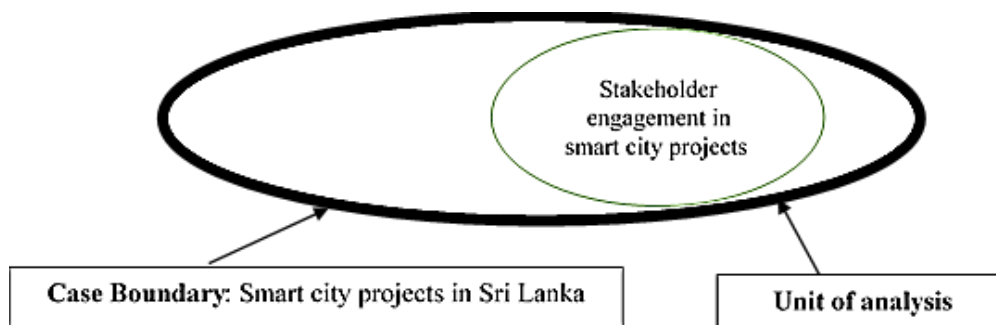 Stakeholder
engagement in
smart city projects
Case Boundary: Smart city projects in Sri Lanka
Unit of analysis